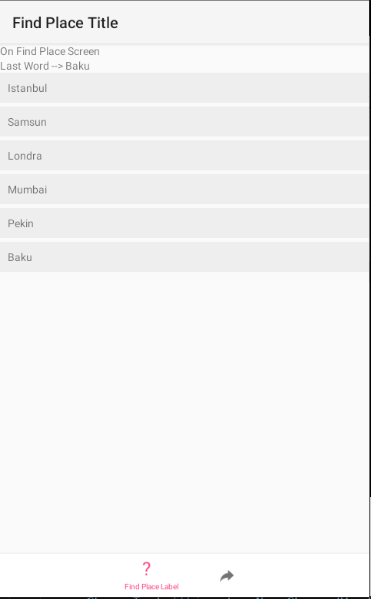 Find Place Title
On Find Place Screen
Last Word --> Baku
Istanbul
Samsun
Londra
Mumbai
Pekin
Baku
?
Find Place Label